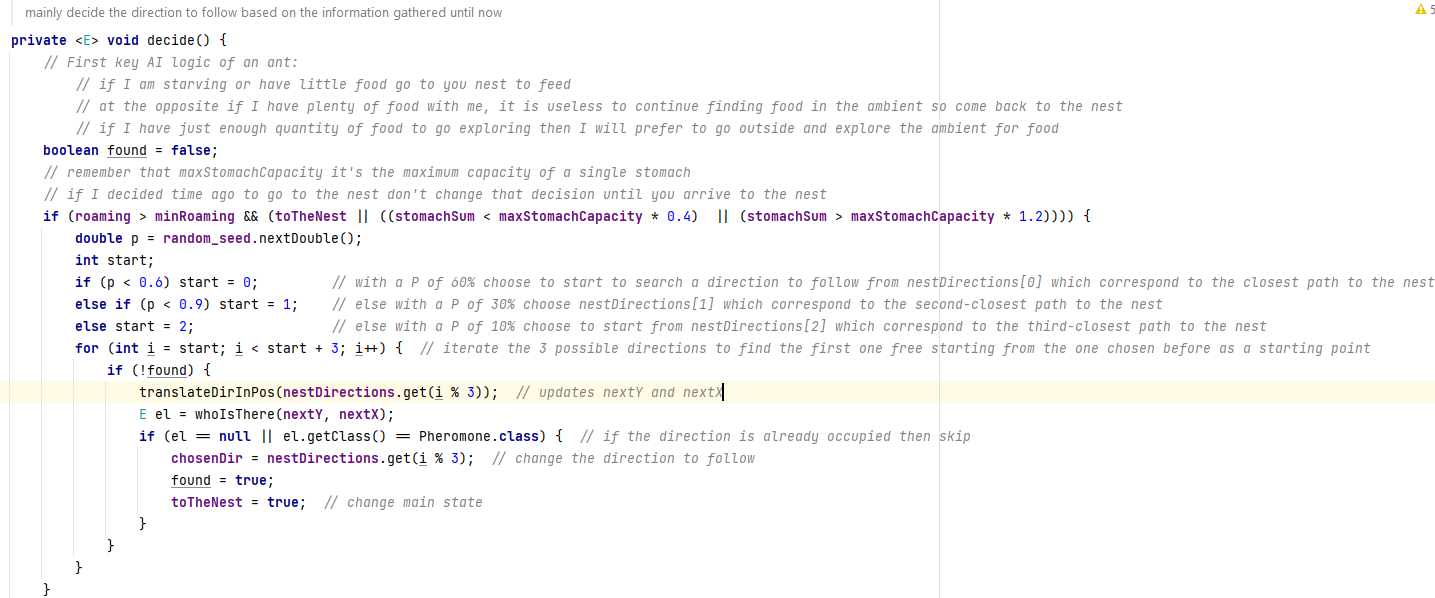 mainly decide the direction to follow based on the information gathered until now
5
private <E> void decide() {
// First key AI logic of an ant:
// if I am starving or have little food go to you nest to feed
// at the opposite if I have plenty of food with me, it is useless to continue finding food in the ambient so come back to the nest
// if I have just enough quantity of food to go exploring then I will prefer to go outside and explore the ambient for food
boolean found = false;
// remember that maxStomachCapacity it's the maximum capacity of a single stomach
// if I decided time ago to go to the nest don't change that decision until you arrive to the nest
if (roaming > minRoaming && (toTheNest || ((stomachSum < maxStomachCapacity * 0.4)  || (stomachSum > maxStomachCapacity * 1.2)))) {
double p = random_seed.nextDouble();
int start;
if (p < 0.6) start = 0;         // with a P of 60% choose to start to search a direction to follow from nestDirections[0] which correspond to the closest path to the nest
else if (p < 0.9) start = 1;    // else with a P of 30% choose nestDirections[1] which correspond to the second-closest path to the nest
else start = 2;                 // else with a P of 10% choose to start from nestDirections[2] which correspond to the third-closest path to the nest
for (int i = start; i < start + 3; i++) {  // iterate the 3 possible directions to find the first one free starting from the one chosen before as a starting point
if (!found) {
translateDirInPos(nestDirections.get(i % 3));  // updates nextY and nextX
E el = whoIsThere(nextY, nextX);
if (el == null || el.getClass() == Pheromone.class) {  // if the direction is already occupied then skip
chosenDir = nestDirections.get(i % 3);  // change the direction to follow
found = true;
toTheNest = true;  // change main state
}
}
}
}